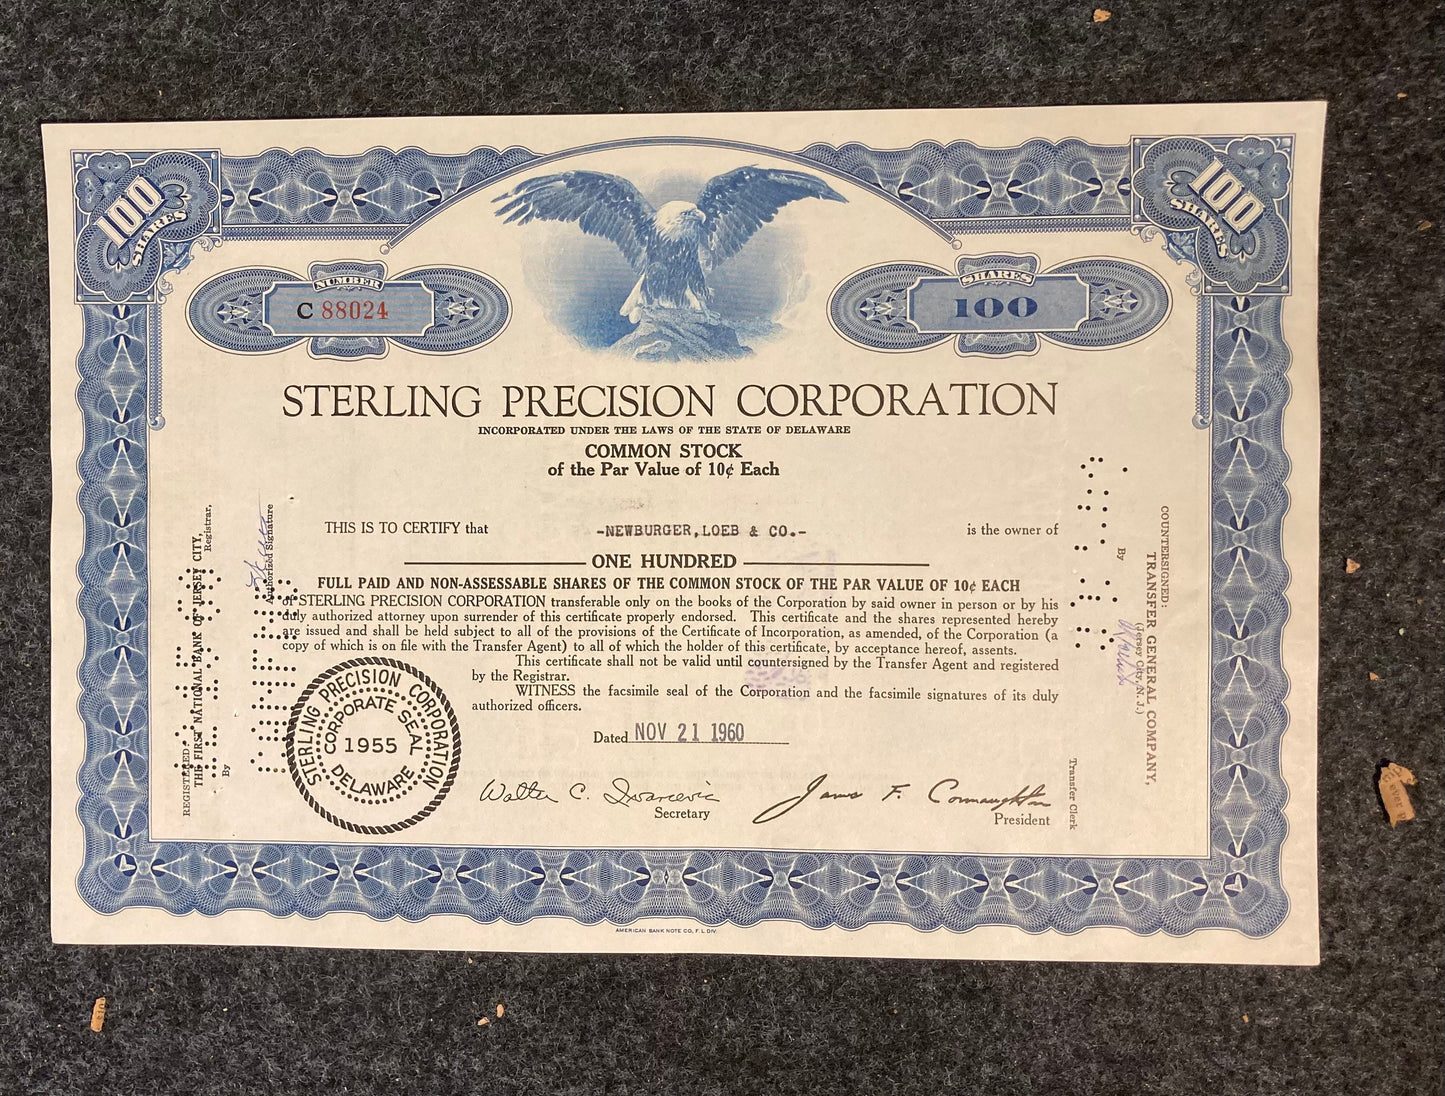 100
SHARES
100
SHARES
NUMBER
C 88024
SHARES
100
STERLING PRECISION CORPORATION
INCORPORATED UNDER THE LAWS OF THE STATE OF DELAWARE
COMMON STOCK
of the Par Value of 10¢ Each
THIS IS TO CERTIFY that -NEWBURGER,LOEB & CO.- is the owner of
ONE HUNDRED
FULL PAID AND NON-ASSESSABLE SHARES OF THE COMMON STOCK OF THE PAR VALUE OF 10¢ EACH
of STERLING PRECISION CORPORATION transferable only on the books of the Corporation by said owner in person or by his
duly authorized attorney upon surrender of this certificate properly endorsed. This certificate and the shares represented hereby
are issued and shall be held subject to all of the provisions of the Certificate of Incorporation, as amended, of the Corporation (a
copy of which is on file with the Transfer Agent) to all of which the holder of this certificate, by acceptance hereof, assents.
This certificate shall not be valid until countersigned by the Transfer Agent and registered
by the Registrar.
WITNESS the facsimile seal of the Corporation and the facsimile signatures of its duly
authorized officers.
Dated NOV 21 1960
STERLING PRECISION CORPORATION
CORPORATE SEAL
1955
DELAWARE
Walter C.
Secretary
James F. Connaughton
President
REGISTERED:
THE FIRST NATIONAL BANK OF JERSEY CITY,
Registrar,
By
Authorized Signature
COUNTERSIGNED:
TRANSFER GENERAL COMPANY,
(Jersey City, N. J.)
By
Transfer Clerk
AMERICAN BANK NOTE CO, F. L. DIV.